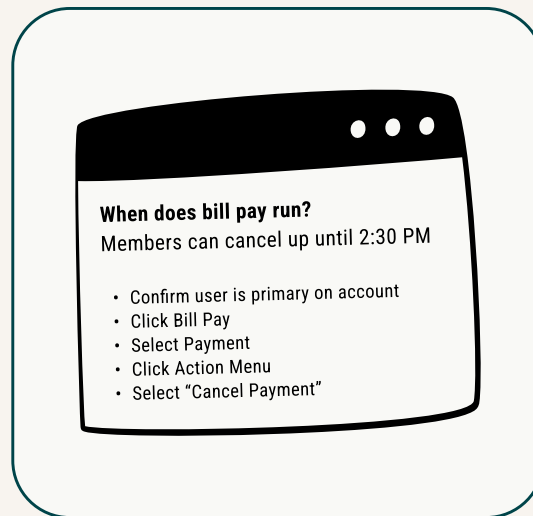 When does bill pay run?
Members can cancel up until 2:30 PM
• Confirm user is primary on account
• Click Bill Pay
• Select Payment
• Click Action Menu
• Select “Cancel Payment”